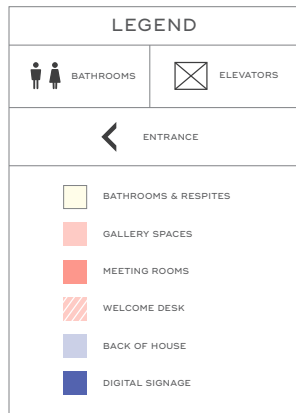 LEGEND
BATHROOMS
ELEVATORS
ENTRANCE
BATHROOMS & RESPITES
GALLERY SPACES
MEETING ROOMS
WELCOME DESK
BACK OF HOUSE
DIGITAL SIGNAGE